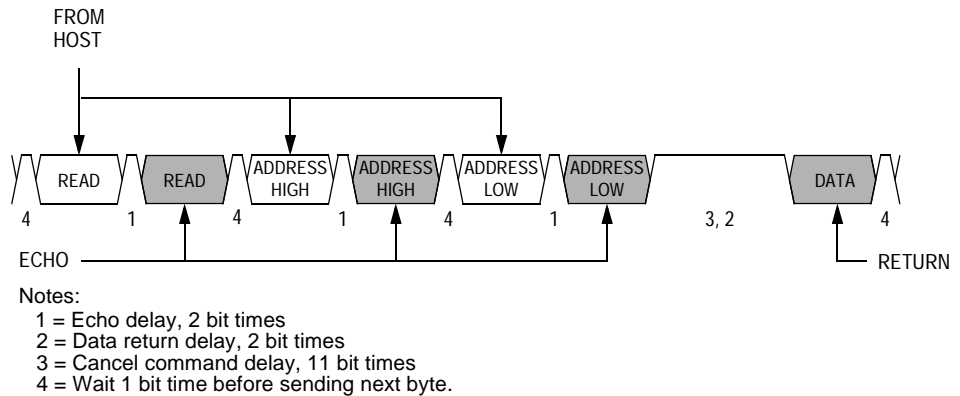 FROM
HOST
READ
READ
ADDRESS
HIGH
ADDRESS
HIGH
ADDRESS
LOW
ADDRESS
LOW
DATA
4
1
4
1
4
1
3, 2
4
ECHO
RETURN
Notes:
1 = Echo delay, 2 bit times
2 = Data return delay, 2 bit times
3 = Cancel command delay, 11 bit times
4 = Wait 1 bit time before sending next byte.